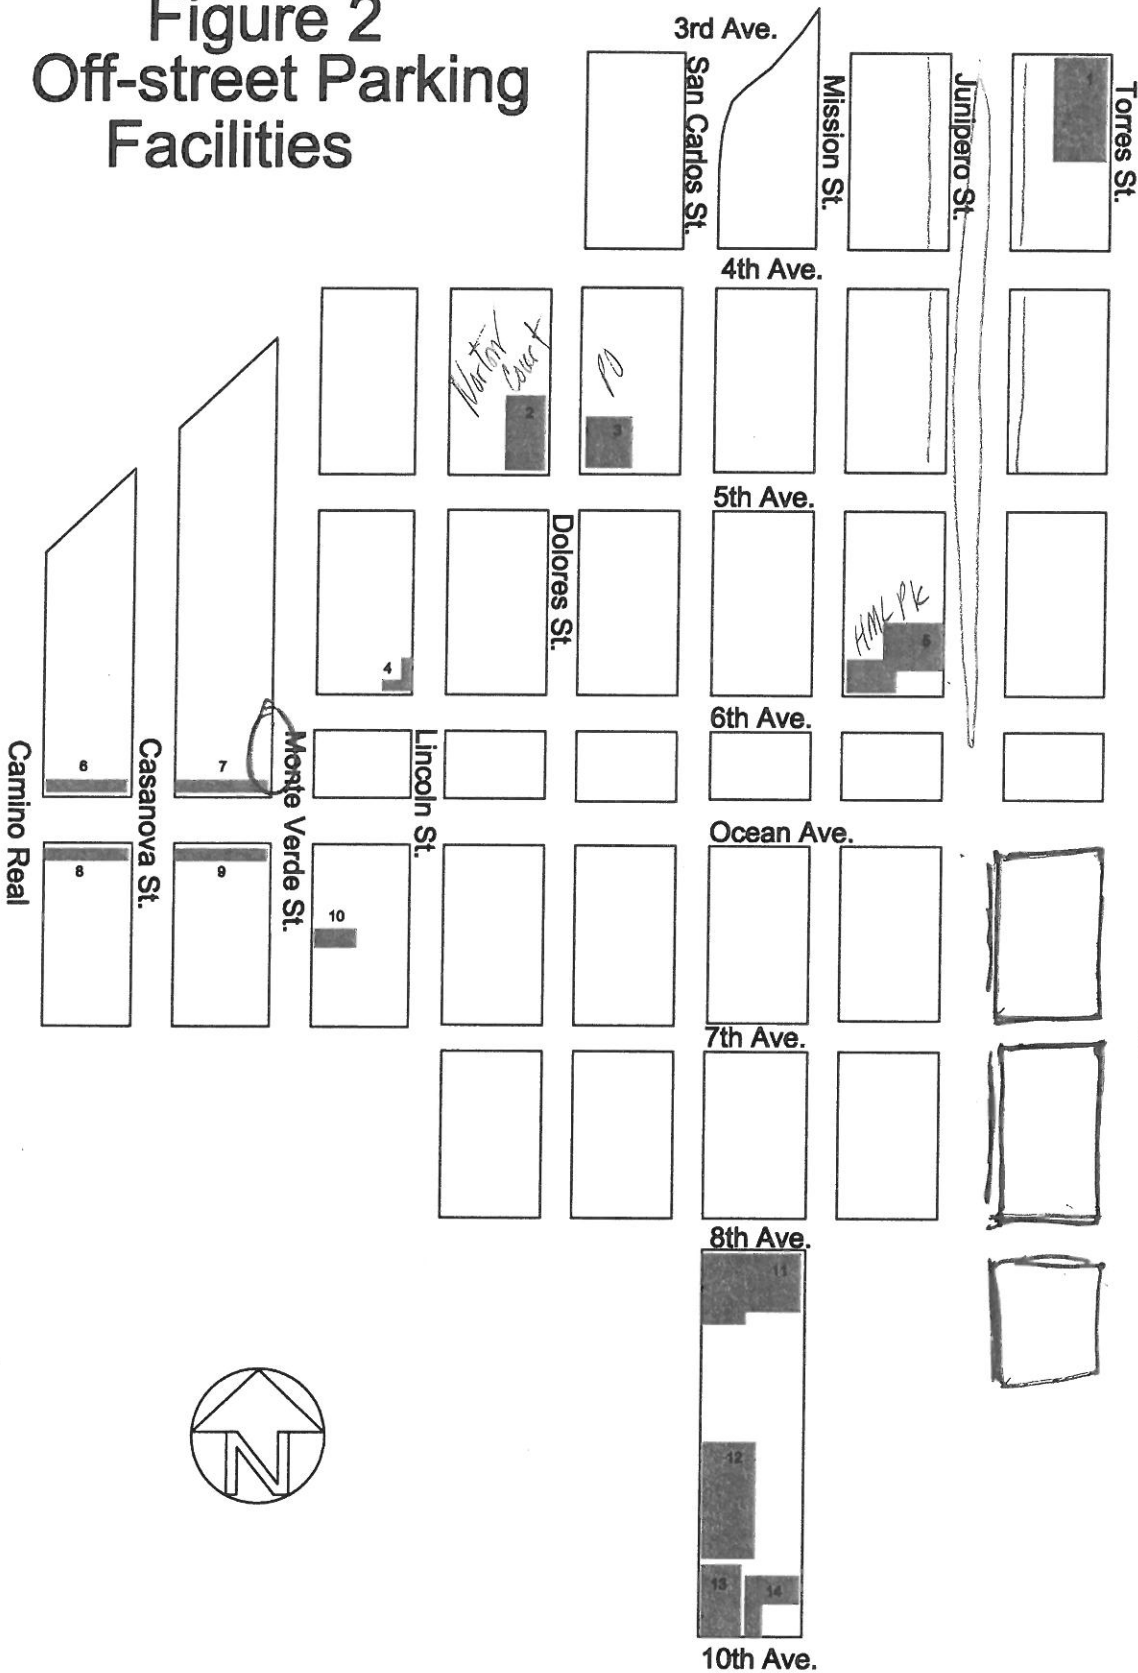 Figure 2
Off-street Parking
Facilities
3rd Ave.
San Carlos St.
Mission St.
Junipero St.
Torres St.
1
4th Ave.
Norton
Court
PO
2
3
5th Ave.
Dolores St.
HML PK
4
5
6th Ave.
Camino Real
Casanova St.
Monte Verde St.
Lincoln St.
6
7
Ocean Ave.
8
9
10
7th Ave.
8th Ave.
11
12
13
14
10th Ave.
N